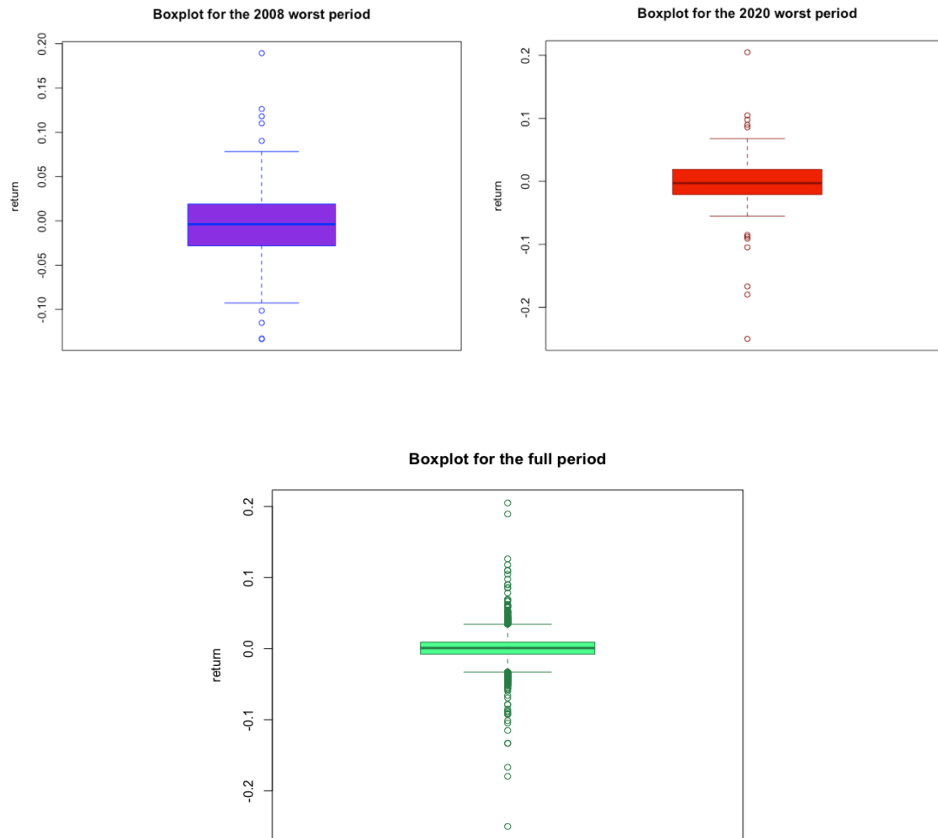 Boxplot for the 2008 worst period
0.20
0.15
0.10
0.05
0.00
-0.05
-0.10
return
Boxplot for the 2020 worst period
0.2
0.1
0.0
-0.1
-0.2
return
Boxplot for the full period
0.2
0.1
0.0
-0.1
-0.2
return